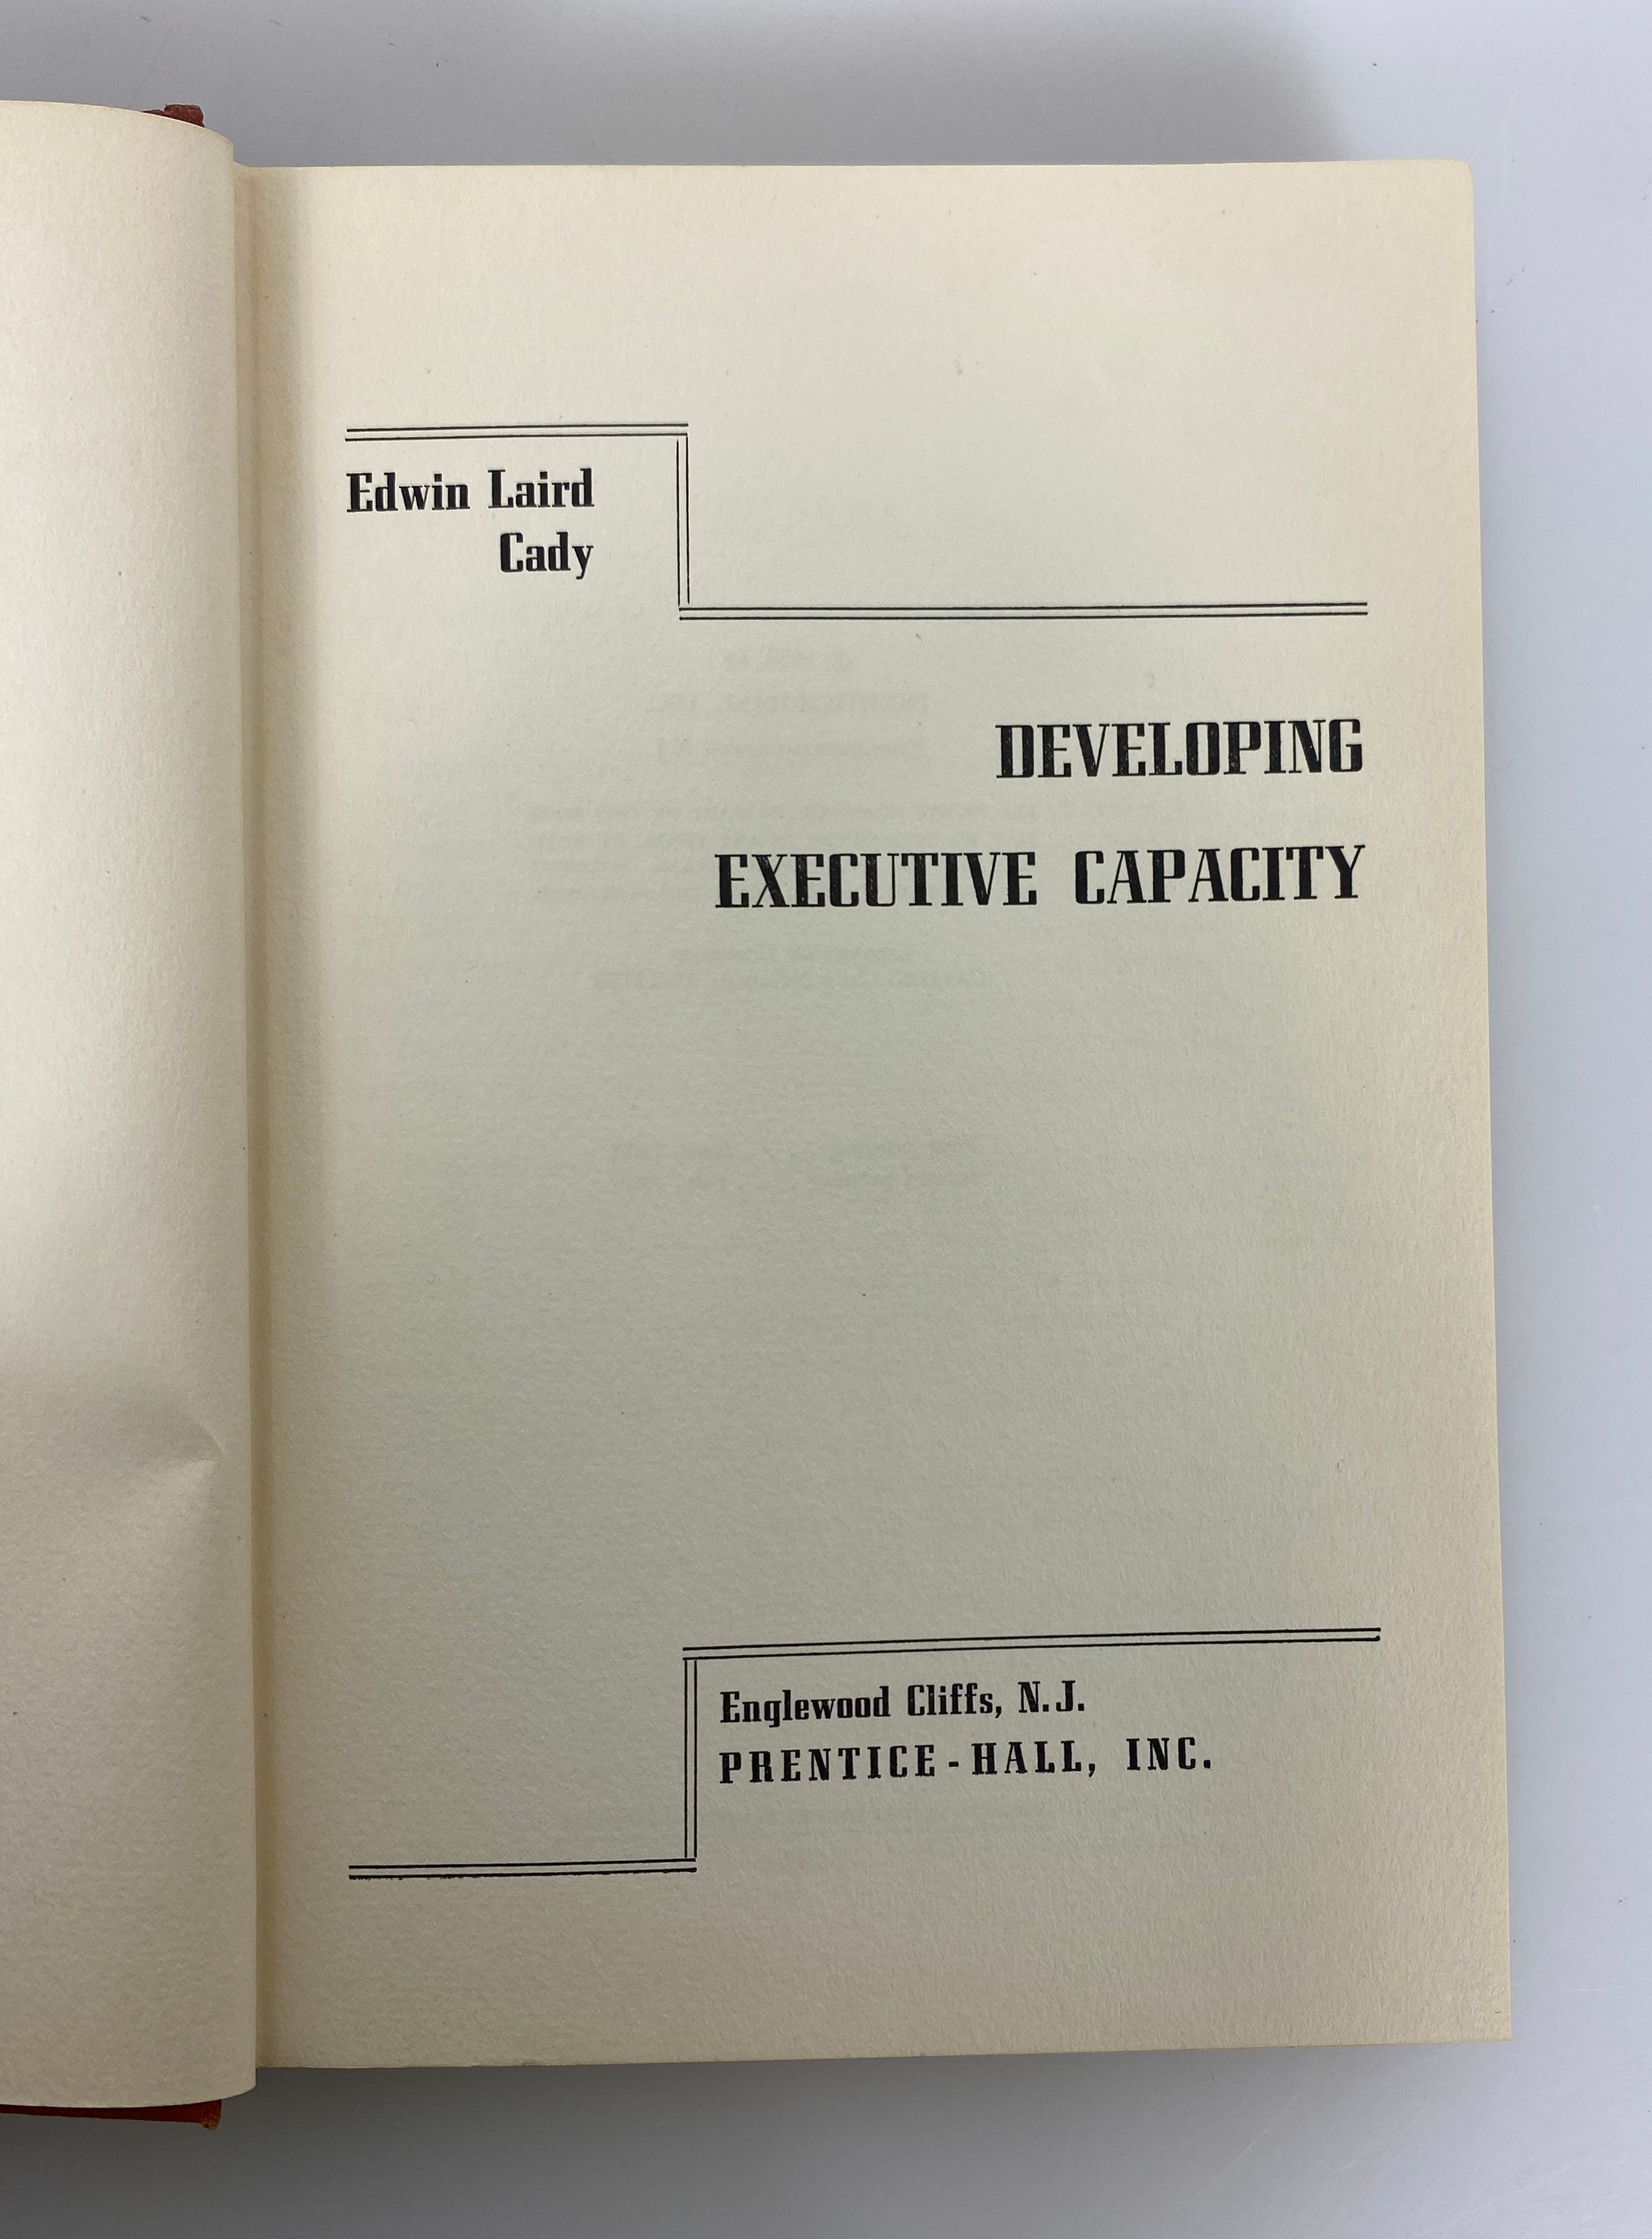 Edwin Laird
Cady
DEVELOPING
EXECUTIVE CAPACITY
Englewood Cliffs, N.J.
PRENTICE-HALL, INC.